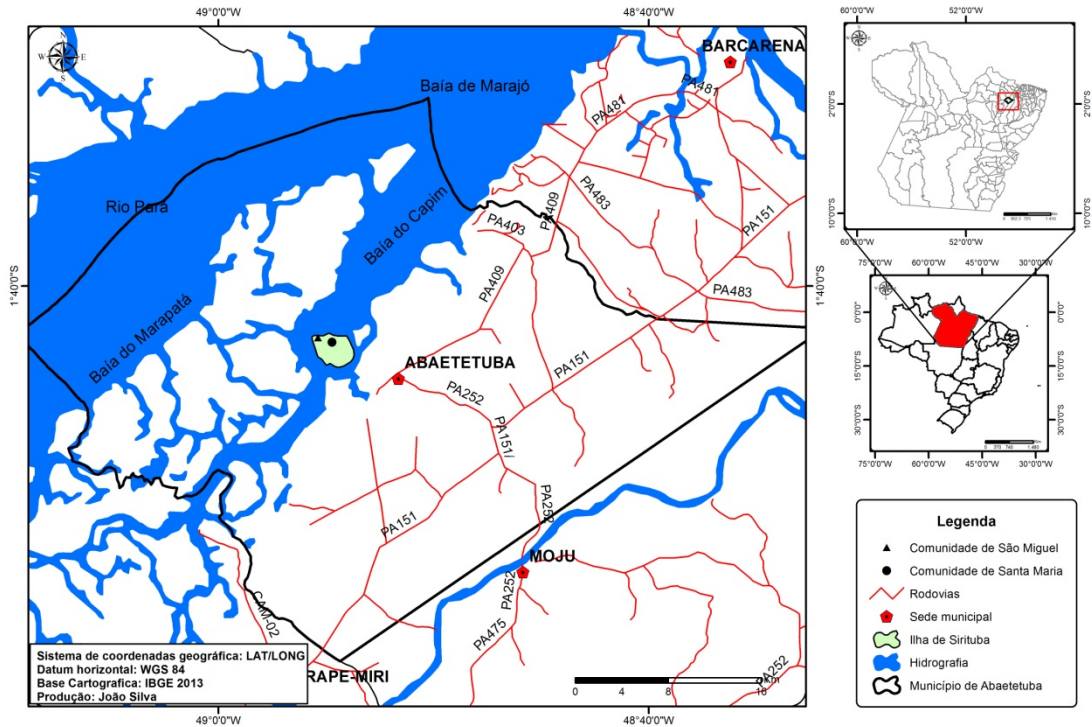 49°0'0"W
48°40'0"W
N
W
E
S
BARCARENA
Baía de Marajó
PA481
PA481
Rio Pará
Baía do Capim
PA403
PA409
PA483
PA151
PA409
PA483
1°40'0"S
1°40'0"S
Baía do Marapatá
ABAETETUBA
PA252
PA151
PA151/
PA252
PA151
MOJU
PA252
PA475
CAM-02
PA252
RAPE-MIRI
Sistema de coordenadas geográfica: LAT/LONG
Datum horizontal: WGS 84
Base Cartografica: IBGE 2013
Produção: João Silva
0 4 8 16
Km
49°0'0"W
48°40'0"W
60°0'0"W
52°0'0"W
2°0'0"S
2°0'0"S
10°0'0"S
10°0'0"S
60°0'0"W
52°0'0"W
60°0'0"W 45°0'0"W 30°0'0"W
0°0'0"
0°0'0"
15°0'0"S
15°0'0"S
30°0'0"S
30°0'0"S
75°0'0"W 60°0'0"W 45°0'0"W 30°0'0"W
Legenda
Comunidade de São Miguel
Comunidade de Santa Maria
Rodovias
Sede municipal
Ilha de Sirituba
Hidrografia
Município de Abaetetuba